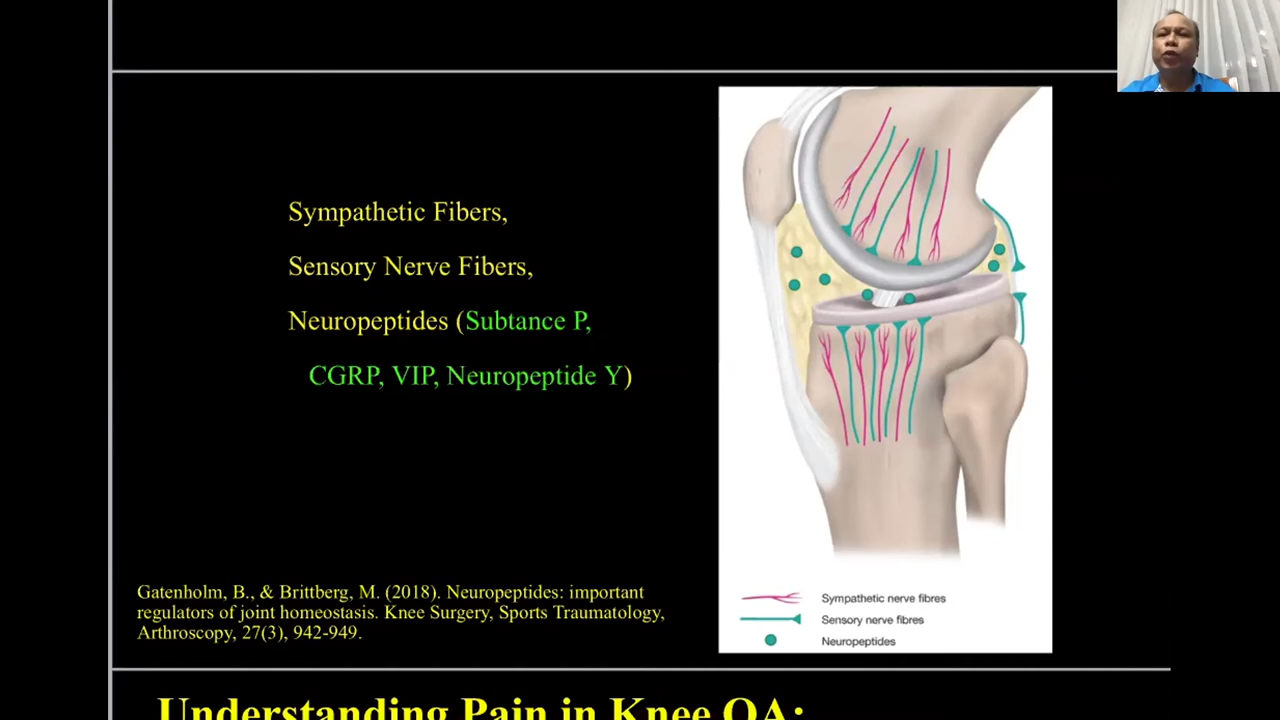 Sympathetic Fibers,
Sensory Nerve Fibers,
Neuropeptides (Subtance P,
CGRP, VIP, Neuropeptide Y)
Gatenholm, B., & Brittberg, M. (2018). Neuropeptides: important
regulators of joint homeostasis. Knee Surgery, Sports Traumatology,
Arthroscopy, 27(3), 942-949.
Sympathetic nerve fibres
Sensory nerve fibres
Neuropeptides
Understanding Pain in Knee OA: